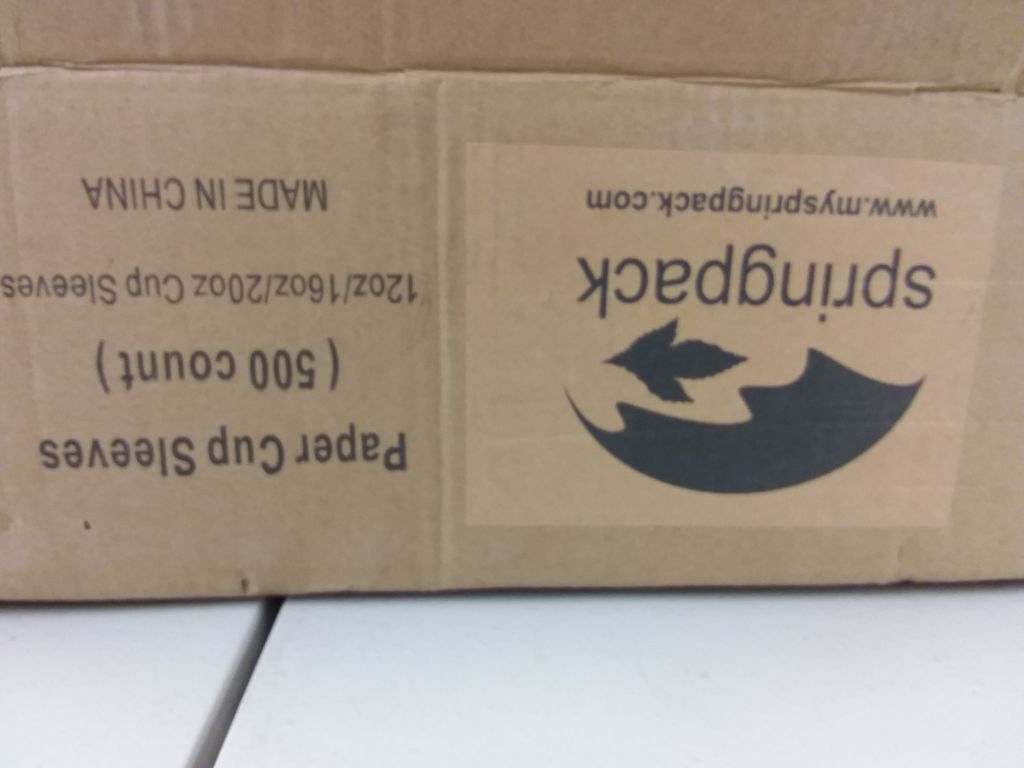 Paper Cup Sleeves
( 500 count )
12oz/16oz/20oz Cup Sleeves
MADE IN CHINA
springpack
www.myspringpack.com